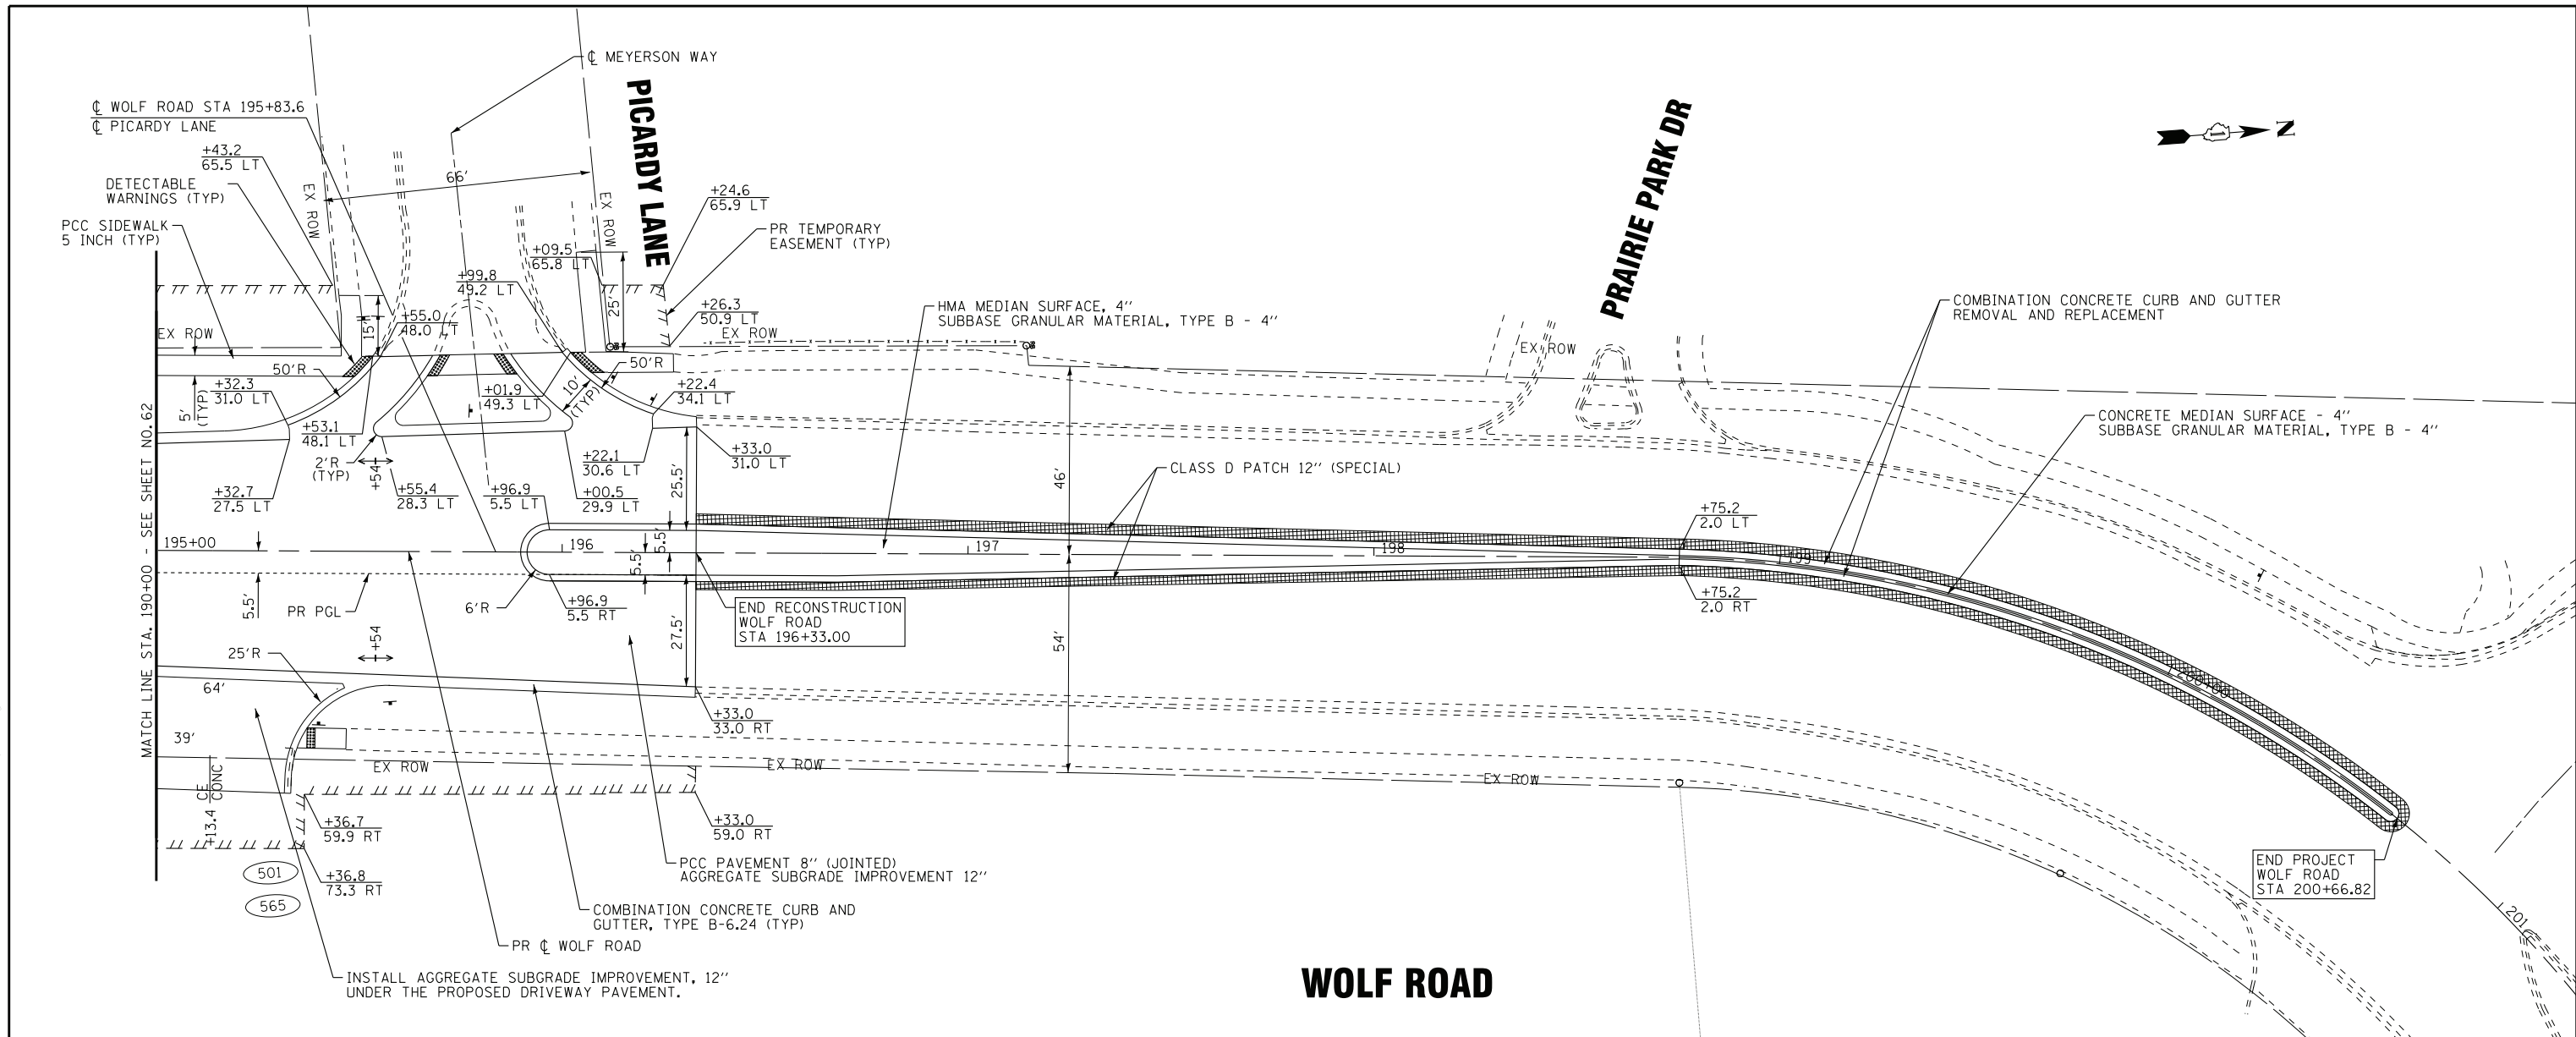 ℄ MEYERSON WAY
PICARDY LANE
℄ WOLF ROAD STA 195+83.6
℄ PICARDY LANE
+43.2
65.5 LT
DETECTABLE
WARNINGS (TYP)
PCC SIDEWALK
5 INCH (TYP)
EX ROW
66'
EX ROW
+24.6
65.9 LT
PR TEMPORARY
EASEMENT (TYP)
+09.5
65.8 LT
+99.8
49.2 LT
25'
15'
+55.0
48.0 LT
+26.3
50.9 LT
EX ROW
EX ROW
HMA MEDIAN SURFACE, 4"
SUBBASE GRANULAR MATERIAL, TYPE B - 4"
PRAIRIE PARK DR
EX ROW
N
COMBINATION CONCRETE CURB AND GUTTER
REMOVAL AND REPLACEMENT
CONCRETE MEDIAN SURFACE - 4"
SUBBASE GRANULAR MATERIAL, TYPE B - 4"
50'R
50'R
10'
(TYP)
+01.9
49.3 LT
+22.4
34.1 LT
+32.3
31.0 LT
5'
(TYP)
+53.1
48.1 LT
2'R
(TYP)
+54
+22.1
30.6 LT
+33.0
31.0 LT
CLASS D PATCH 12" (SPECIAL)
+32.7
27.5 LT
+55.4
28.3 LT
+96.9
5.5 LT
+00.5
29.9 LT
25.5'
46'
+75.2
2.0 LT
MATCH LINE STA. 190+00 - SEE SHEET NO. 62
195+00
196
197
198
199
200+00
201
5.5'
5.5'
5.5'
PR PGL
6'R
+96.9
5.5 RT
END RECONSTRUCTION
WOLF ROAD
STA 196+33.00
+75.2
2.0 RT
27.5'
54'
+54
25'R
64'
39'
+33.0
33.0 RT
EX ROW
EX ROW
EX ROW
+13.4
CE
CONC
+36.7
59.9 RT
+33.0
59.0 RT
+36.8
73.3 RT
501
565
PCC PAVEMENT 8" (JOINTED)
AGGREGATE SUBGRADE IMPROVEMENT 12"
COMBINATION CONCRETE CURB AND
GUTTER, TYPE B-6.24 (TYP)
PR ℄ WOLF ROAD
INSTALL AGGREGATE SUBGRADE IMPROVEMENT, 12"
UNDER THE PROPOSED DRIVEWAY PAVEMENT.
END PROJECT
WOLF ROAD
STA 200+66.82
WOLF ROAD